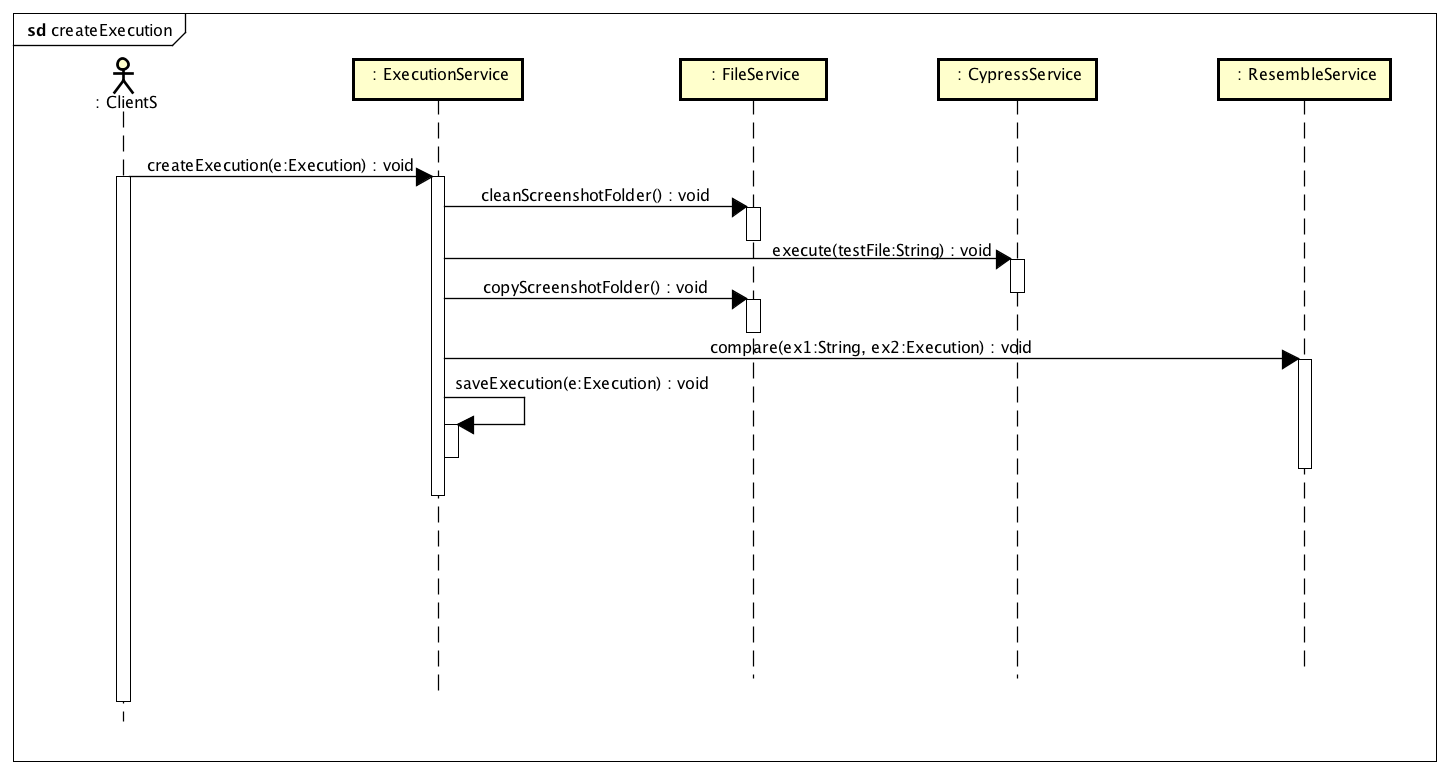 sd createExecution
: ClientS
: ExecutionService
: FileService
: CypressService
: ResembleService
createExecution(e:Execution) : void
cleanScreenshotFolder() : void
execute(testFile:String) : void
copyScreenshotFolder() : void
compare(ex1:String, ex2:Execution) : void
saveExecution(e:Execution) : void